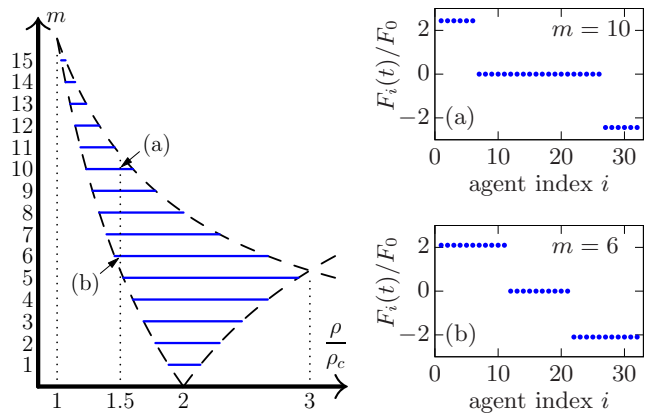 m
15
14
13
12
11
10
9
8
7
6
5
4
3
2
1
(a)
(b)
ρ
ρc
1
1.5
2
3
Fi(t)/F0
2
0
−2
m = 10
(a)
0
10
20
30
agent index i
Fi(t)/F0
2
0
−2
m = 6
(b)
0
10
20
30
agent index i